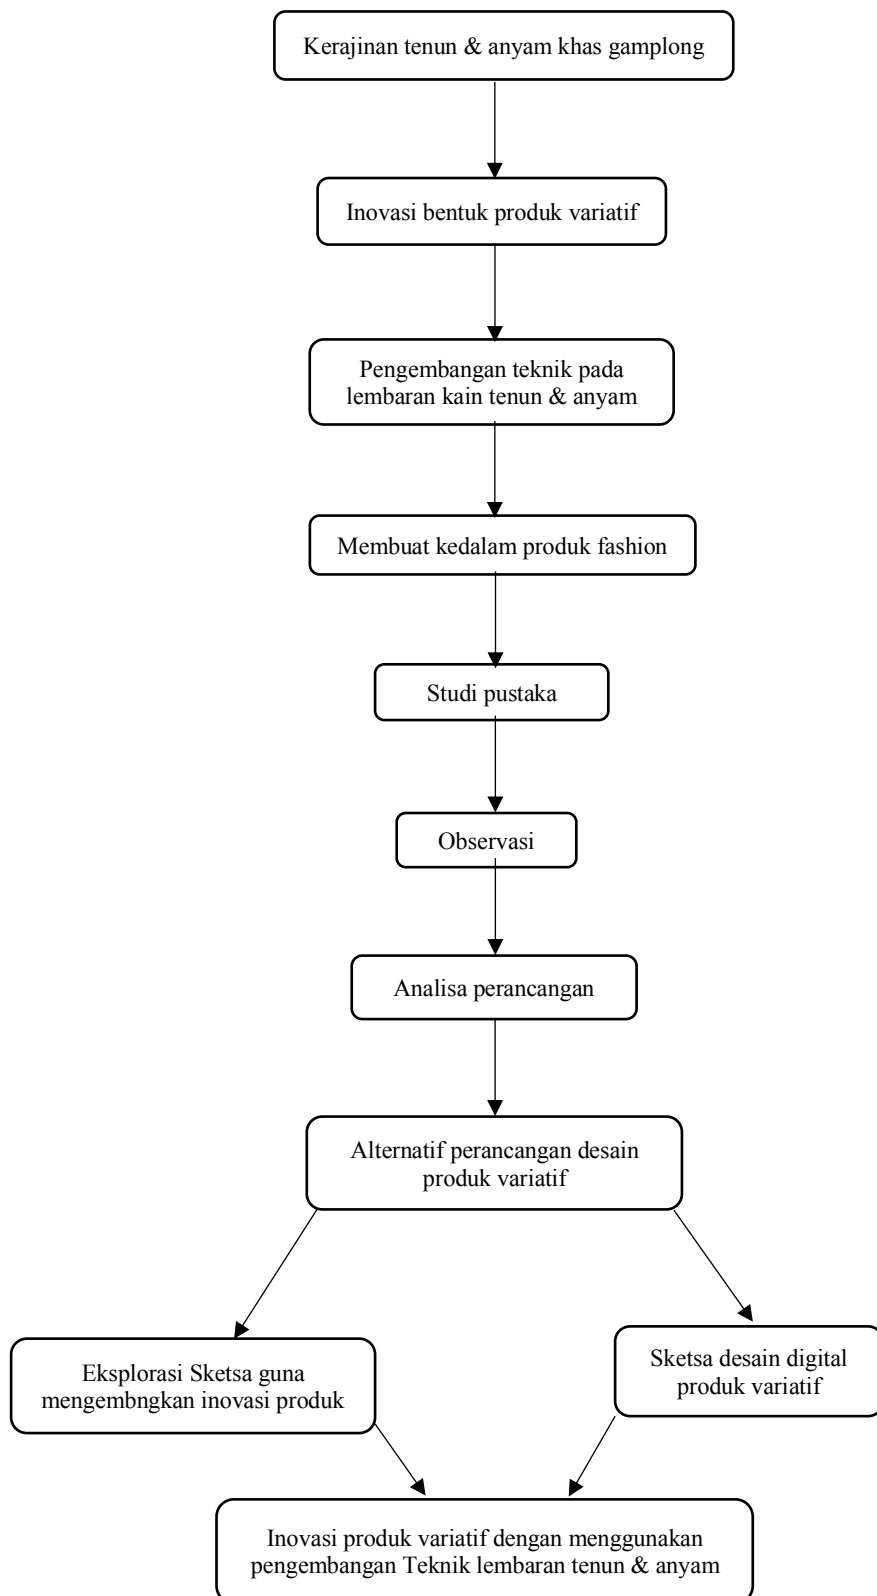 Kerajinan tenun & anyam khas gamplong
Inovasi bentuk produk variatif
Pengembangan teknik pada
lembaran kain tenun & anyam
Membuat kedalam produk fashion
Studi pustaka
Observasi
Analisa perancangan
Alternatif perancangan desain
produk variatif
Eksplorasi Sketsa guna
mengembngkan inovasi produk
Sketsa desain digital
produk variatif
Inovasi produk variatif dengan menggunakan
pengembangan Teknik lembaran tenun & anyam